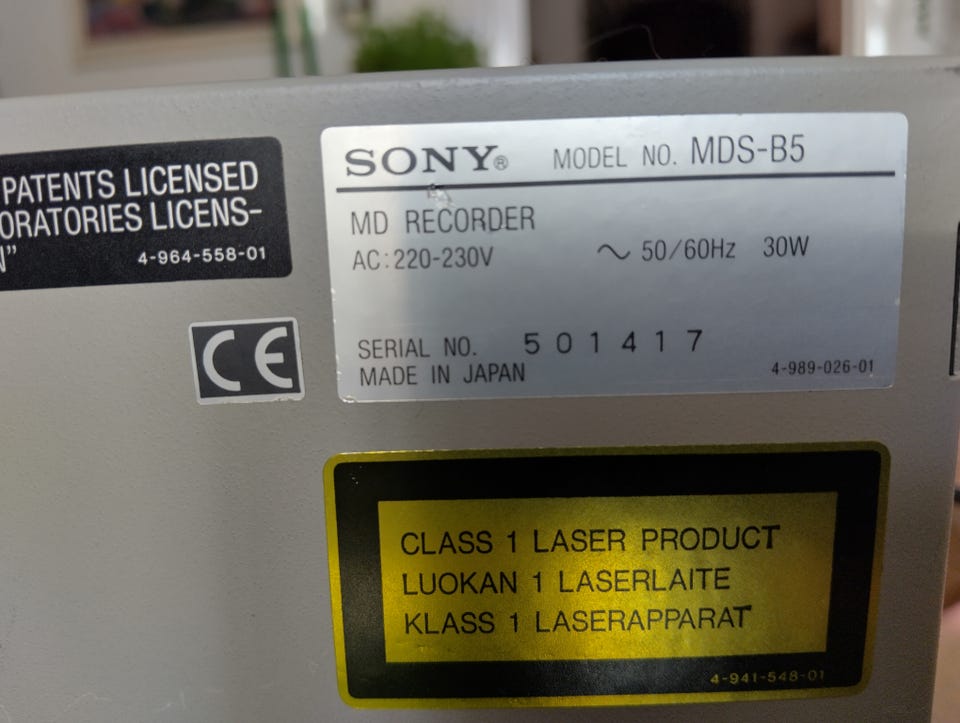 PATENTS LICENSED
ORATORIES LICENS-
N”
4-964-558-01
CE
SONY® MODEL NO. MDS-B5
MD RECORDER
AC:220-230V ~ 50/60Hz 30W
SERIAL NO. 501417
MADE IN JAPAN 4-989-026-01
CLASS 1 LASER PRODUCT
LUOKAN 1 LASERLAITE
KLASS 1 LASERAPPARAT
4-941-548-01